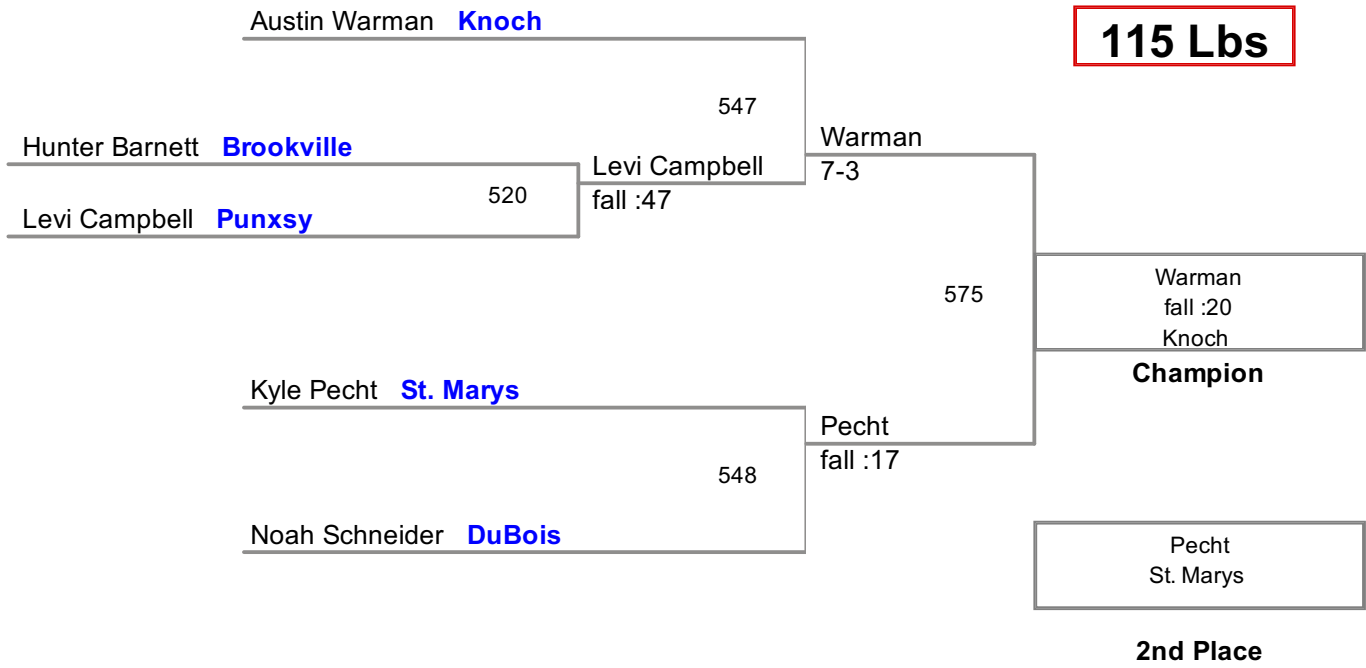 Austin Warman Knoch
115 Lbs
547
Hunter Barnett Brookville
Warman
Levi Campbell
7-3
520
fall :47
Levi Campbell Punxsy
575
Warman
fall :20
Knoch
Champion
Kyle Pecht St. Marys
Pecht
fall :17
548
Noah Schneider DuBois
Pecht
St. Marys
2nd Place